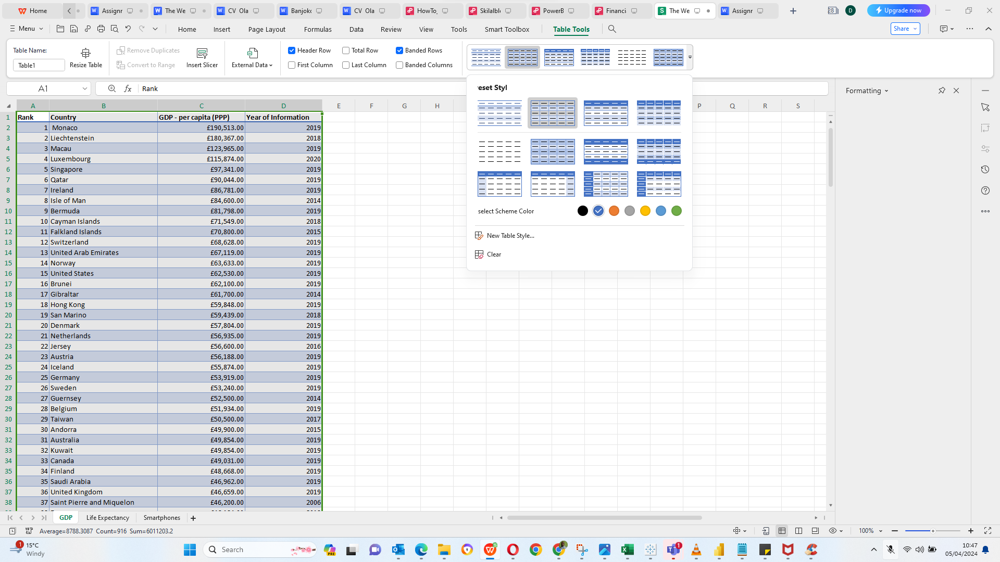 Home Assignr The We CV Ola Banjoko CV Ola HowTo_ Skilalbl PowerB Financi The We Assignr 28 D Upgrade now
Menu Home Insert Page Layout Formulas Data Review View Tools Smart Toolbox Table Tools Share
Table Name: Remove Duplicates Header Row Total Row Banded Rows
Table1 Resize Table Convert to Range Insert Slicer External Data First Column Last Column Banded Columns
A1 fx Rank
eset Styl
Formatting
A B C D E F G H P Q R S
1 Rank Country GDP - per capita (PPP) Year of Information
2 1 Monaco £190,513.00 2019
3 2 Liechtenstein £180,367.00 2018
4 3 Macau £123,965.00 2019
5 4 Luxembourg £115,874.00 2020
6 5 Singapore £97,341.00 2019
7 6 Qatar £90,044.00 2019
8 7 Ireland £86,781.00 2019
9 8 Isle of Man £84,600.00 2014
10 9 Bermuda £81,798.00 2019
11 10 Cayman Islands £71,549.00 2018
12 11 Falkland Islands £70,800.00 2015
13 12 Switzerland £68,628.00 2019
14 13 United Arab Emirates £67,119.00 2019
15 14 Norway £63,633.00 2019
16 15 United States £62,530.00 2019
17 16 Brunei £62,100.00 2019
18 17 Gibraltar £61,700.00 2014
19 18 Hong Kong £59,848.00 2019
20 19 San Marino £59,439.00 2018
21 20 Denmark £57,804.00 2019
22 21 Netherlands £56,935.00 2019
23 22 Jersey £56,600.00 2016
24 23 Austria £56,188.00 2019
25 24 Iceland £55,874.00 2019
26 25 Germany £53,919.00 2019
27 26 Sweden £53,240.00 2019
28 27 Guernsey £52,500.00 2014
29 28 Belgium £51,934.00 2019
30 29 Taiwan £50,500.00 2017
31 30 Andorra £49,900.00 2015
32 31 Australia £49,854.00 2019
33 32 Kuwait £49,854.00 2019
34 33 Canada £49,031.00 2019
35 34 Finland £48,668.00 2019
36 35 Saudi Arabia £46,962.00 2019
37 36 United Kingdom £46,659.00 2019
38 37 Saint Pierre and Miquelon £46,200.00 2006
select Scheme Color
New Table Style...
Clear
GDP Life Expectancy Smartphones
Average=8788.3087 Count=916 Sum=6011203.2 100%
1 15°C
Windy
Search
PRE
1
10:47
05/04/2024